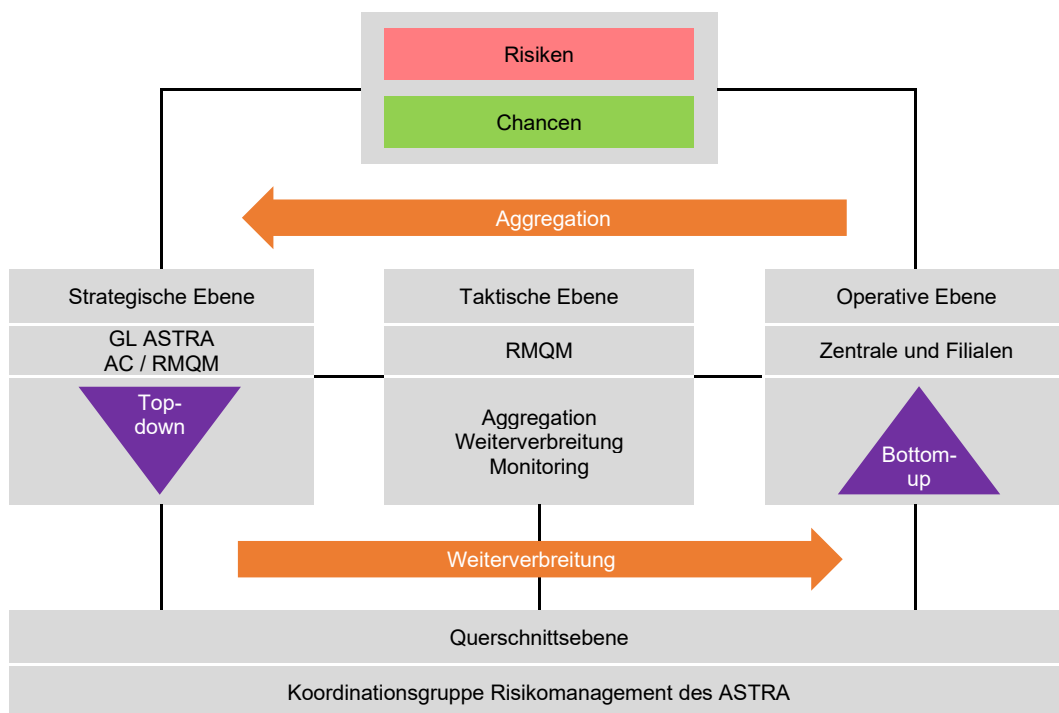 Risiken
Chancen
Aggregation
Strategische Ebene
GL ASTRA
AC / RMQM
Top-
down
Taktische Ebene
RMQM
Aggregation
Weiterverbreitung
Monitoring
Operative Ebene
Zentrale und Filialen
Bottom-
up
Weiterverbreitung
Querschnittsebene
Koordinationsgruppe Risikomanagement des ASTRA